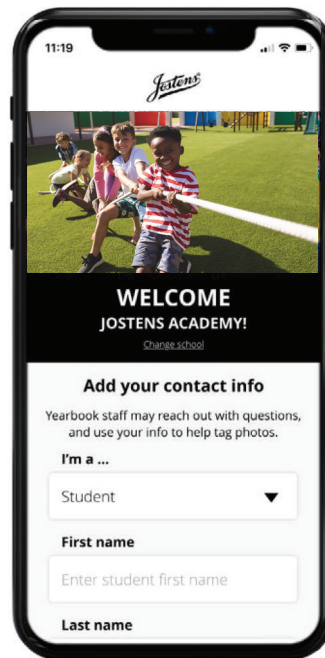 11:19
Jostens
WELCOME
JOSTENS ACADEMY!
Change school
Add your contact info
Yearbook staff may reach out with questions,
and use your info to help tag photos.
I'm a ...
Student
First name
Enter student first name
Last name